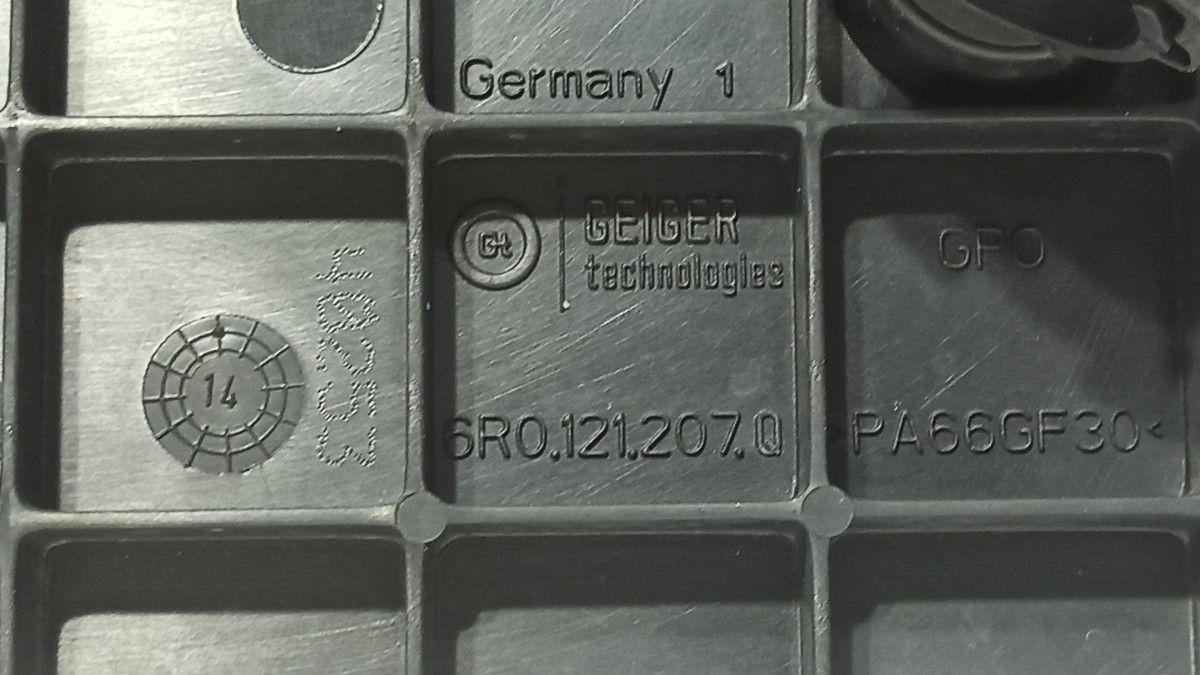 Germany 1
Gt
GEIGER
technologies
GPO
14
6R0.121.207.Q
>PA66GF30<